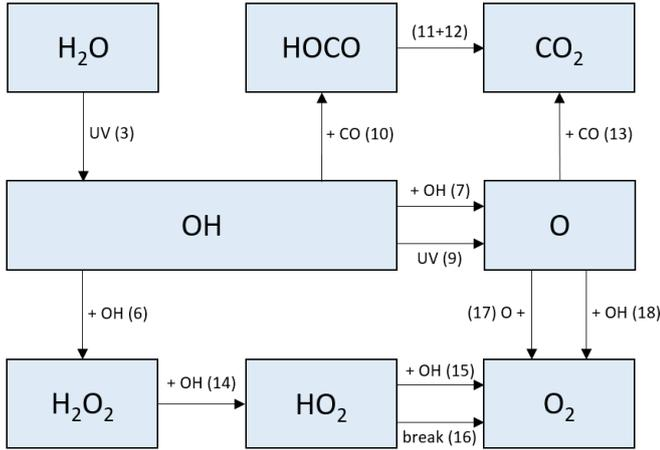 H₂O
HOCO
(11+12)
CO₂
UV (3)
+ CO (10)
+ CO (13)
OH
+ OH (7)
UV (9)
O
+ OH (6)
(17) O +
+ OH (18)
H₂O₂
+ OH (14)
HO₂
+ OH (15)
break (16)
O₂